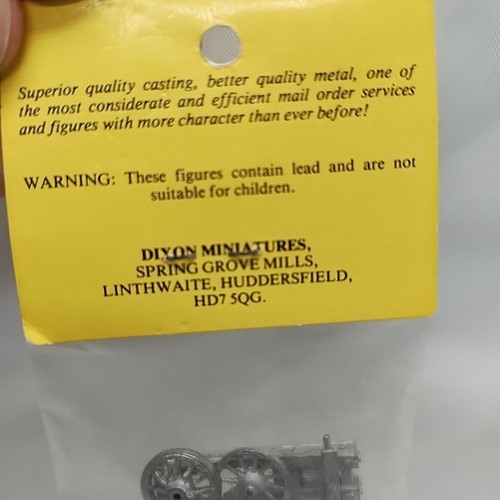 Superior quality casting, better quality metal, one of
the most considerate and efficient mail order services
and figures with more character than ever before!
WARNING: These figures contain lead and are not
suitable for children.
DIXON MINIATURES,
SPRING GROVE MILLS,
LINTHWAITE, HUDDERSFIELD,
HD7 5QG.